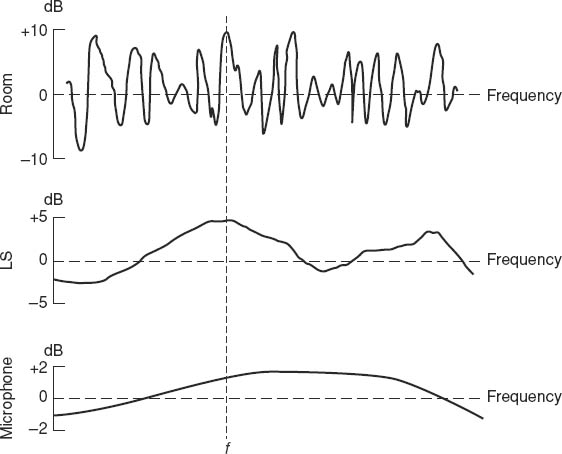 dB
+10
Room
0
Frequency
−10
dB
+5
LS
0
Frequency
−5
dB
+2
Microphone
0
Frequency
−2
f